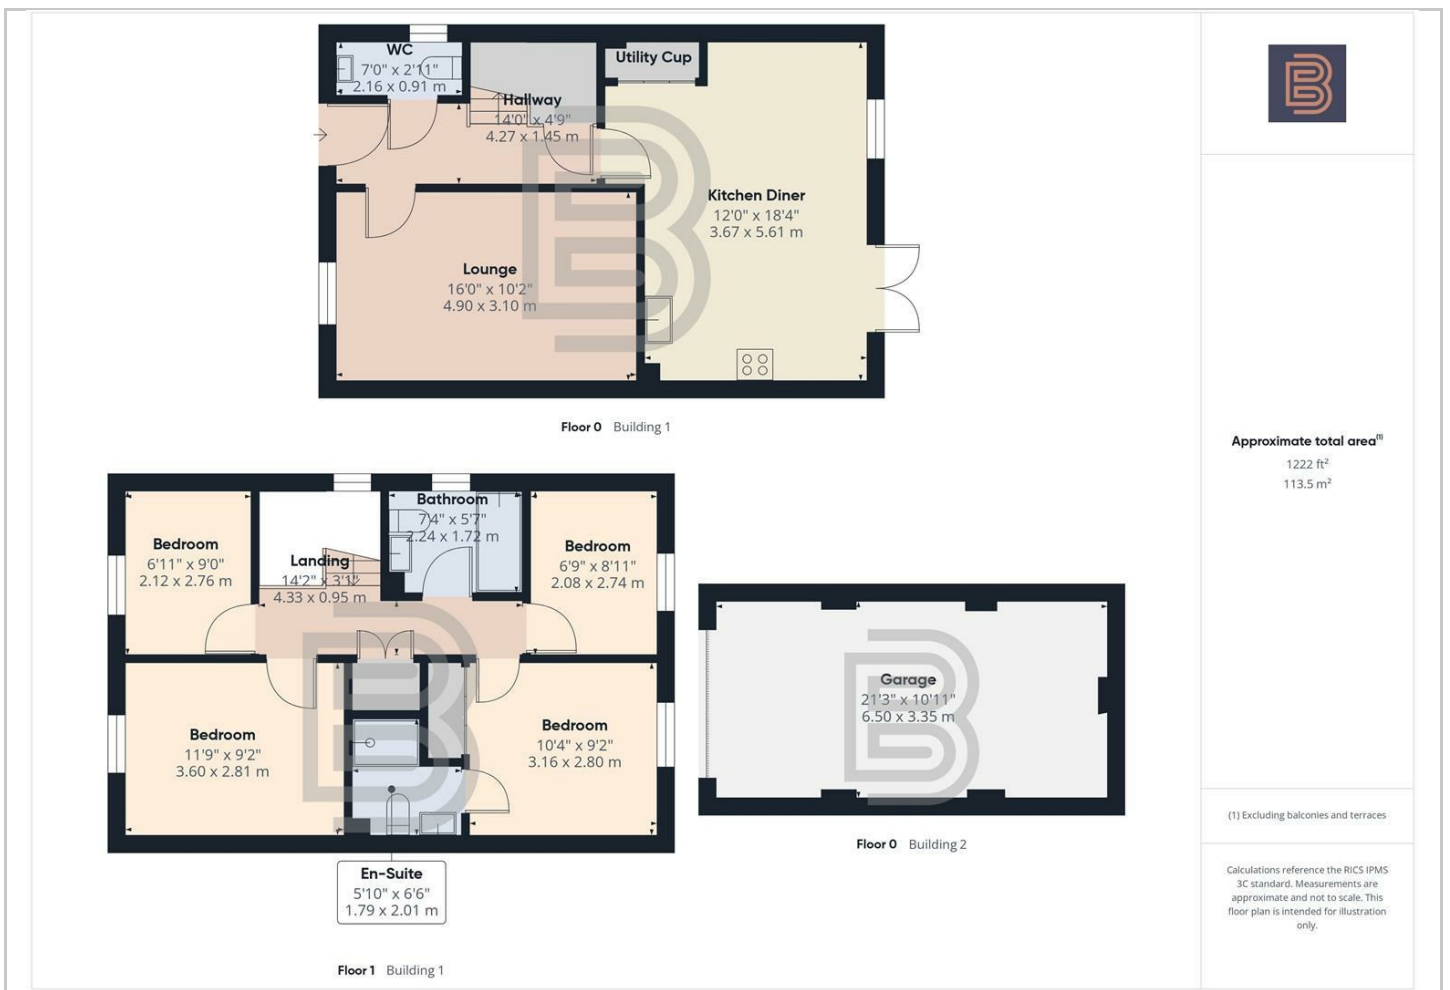 WC
7'0" x 2'11"
2.16 x 0.91 m
Utility Cup
Hallway
14'0" x 4'9"
4.27 x 1.45 m
Kitchen Diner
12'0" x 18'4"
3.67 x 5.61 m
Lounge
16'0" x 10'2"
4.90 x 3.10 m
Floor 0 Building 1
Bedroom
6'11" x 9'0"
2.12 x 2.76 m
Landing
14'2" x 3'1"
4.33 x 0.95 m
Bathroom
7'4" x 5'7"
2.24 x 1.72 m
Bedroom
6'9" x 8'11"
2.08 x 2.74 m
Bedroom
11'9" x 9'2"
3.60 x 2.81 m
Bedroom
10'4" x 9'2"
3.16 x 2.80 m
En-Suite
5'10" x 6'6"
1.79 x 2.01 m
Floor 1 Building 1
Garage
21'3" x 10'11"
6.50 x 3.35 m
Floor 0 Building 2
B
Approximate total area(1)
1222 ft²
113.5 m²
(1) Excluding balconies and terraces
Calculations reference the RICS IPMS
3C standard. Measurements are
approximate and not to scale. This
floor plan is intended for illustration
only.